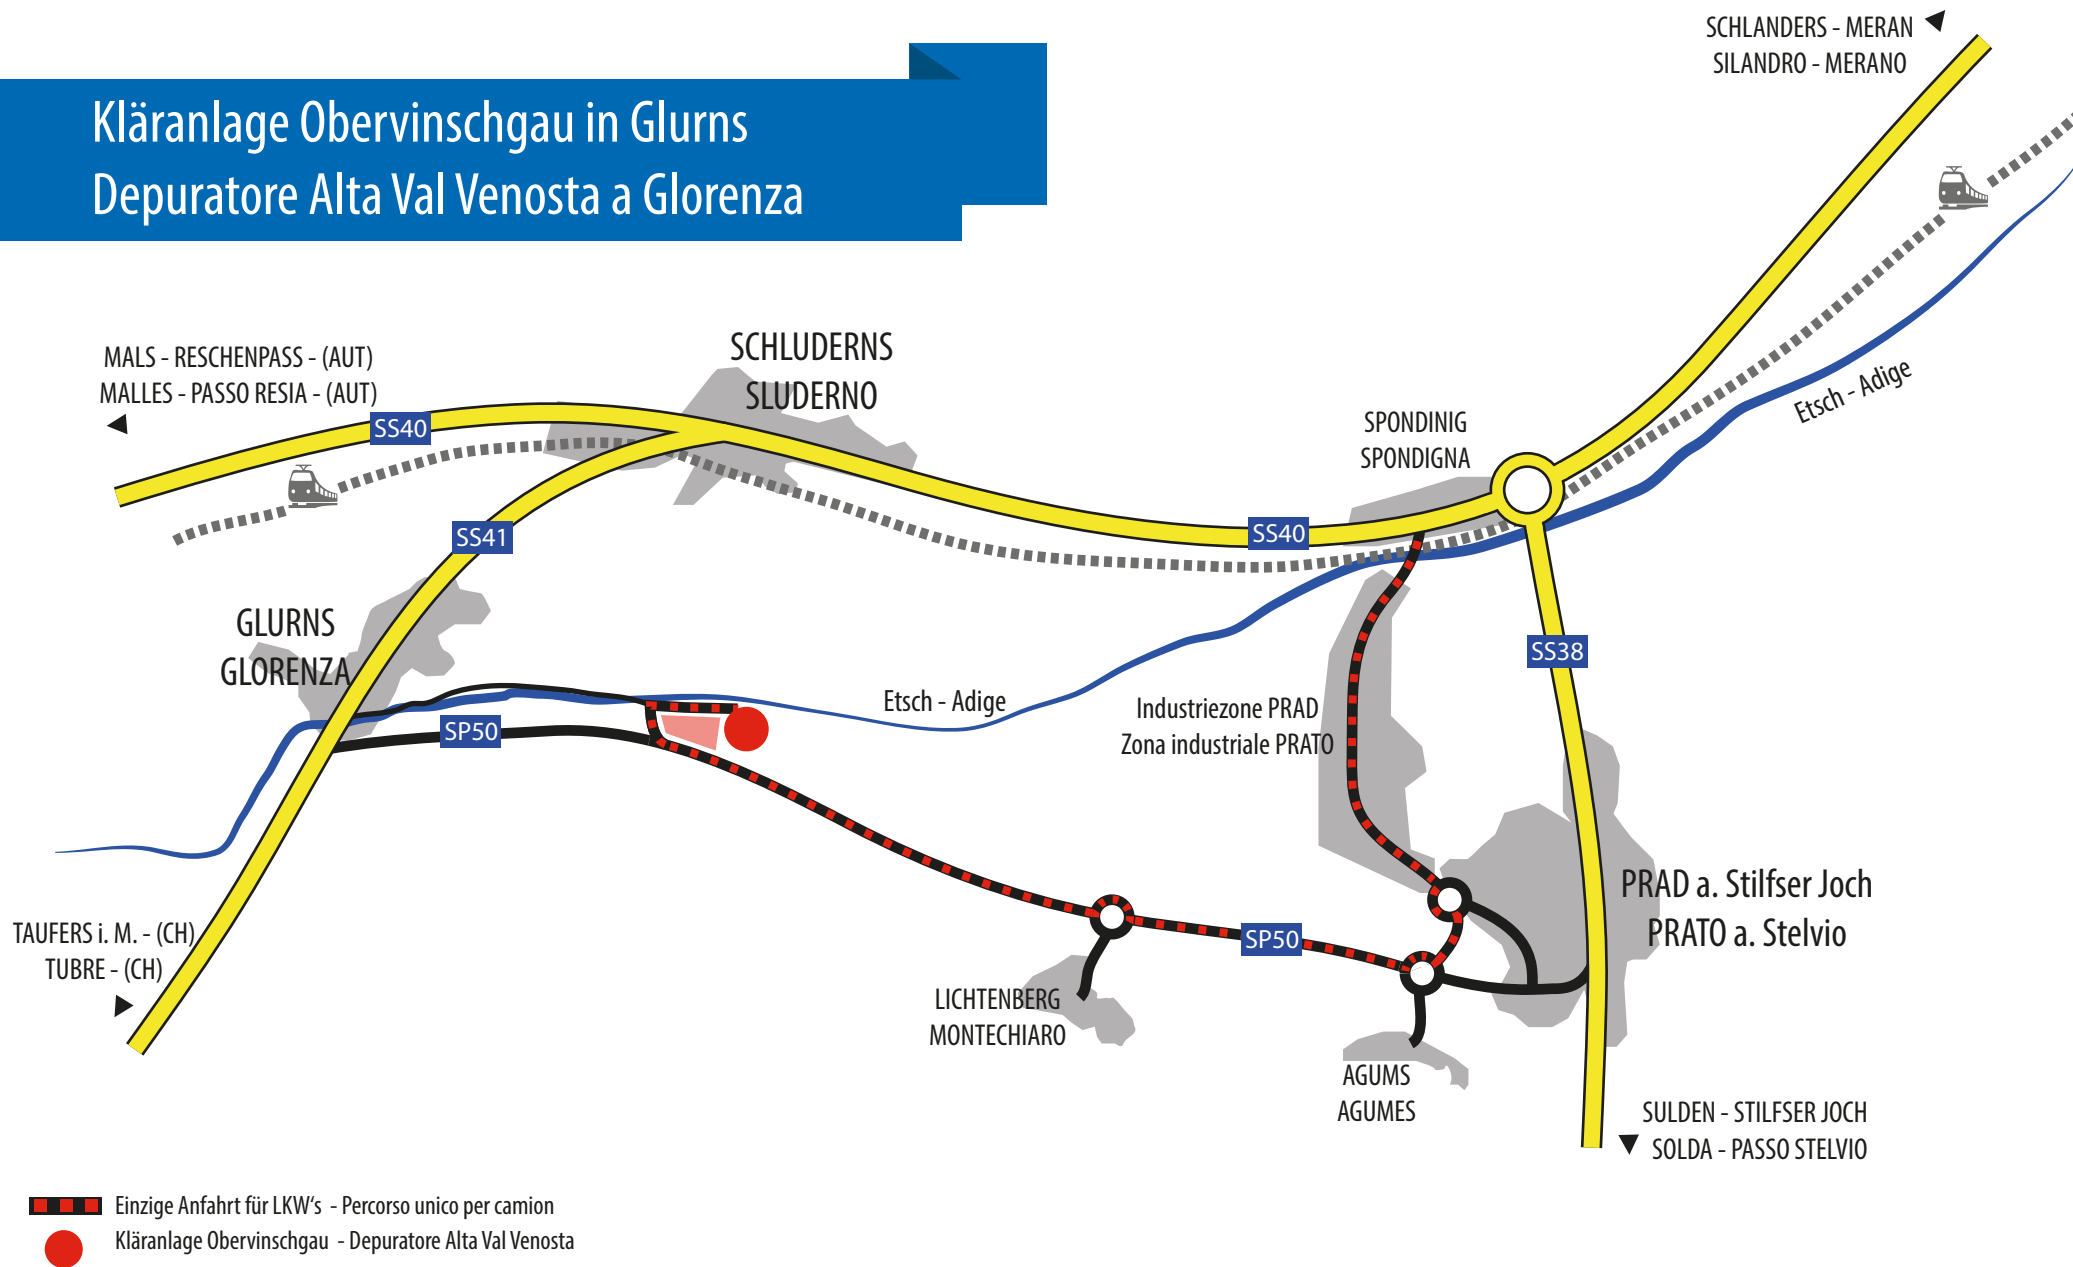 Kläranlage Obervinschgau in Glurns
Depuratore Alta Val Venosta a Glorenza
SCHLANDERS - MERAN
SILANDRO - MERANO
MALS - RESCHENPASS - (AUT)
MALLES - PASSO RESIA - (AUT)
SS40
SCHLUDERNS
SLUDERNO
Etsch - Adige
SPONDINIG
SPONDIGNA
SS41
SS40
GLURNS
GLORENZA
SS38
Etsch - Adige
SP50
Industriezone PRAD
Zona industriale PRATO
PRAD a. Stilfser Joch
PRATO a. Stelvio
TAUFERS i. M. - (CH)
TUBRE - (CH)
SP50
LICHTENBERG
MONTECHIARO
AGUMS
AGUMES
SULDEN - STILFSER JOCH
SOLDA - PASSO STELVIO
Einzige Anfahrt für LKW‘s - Percorso unico per camion
Kläranlage Obervinschgau - Depuratore Alta Val Venosta